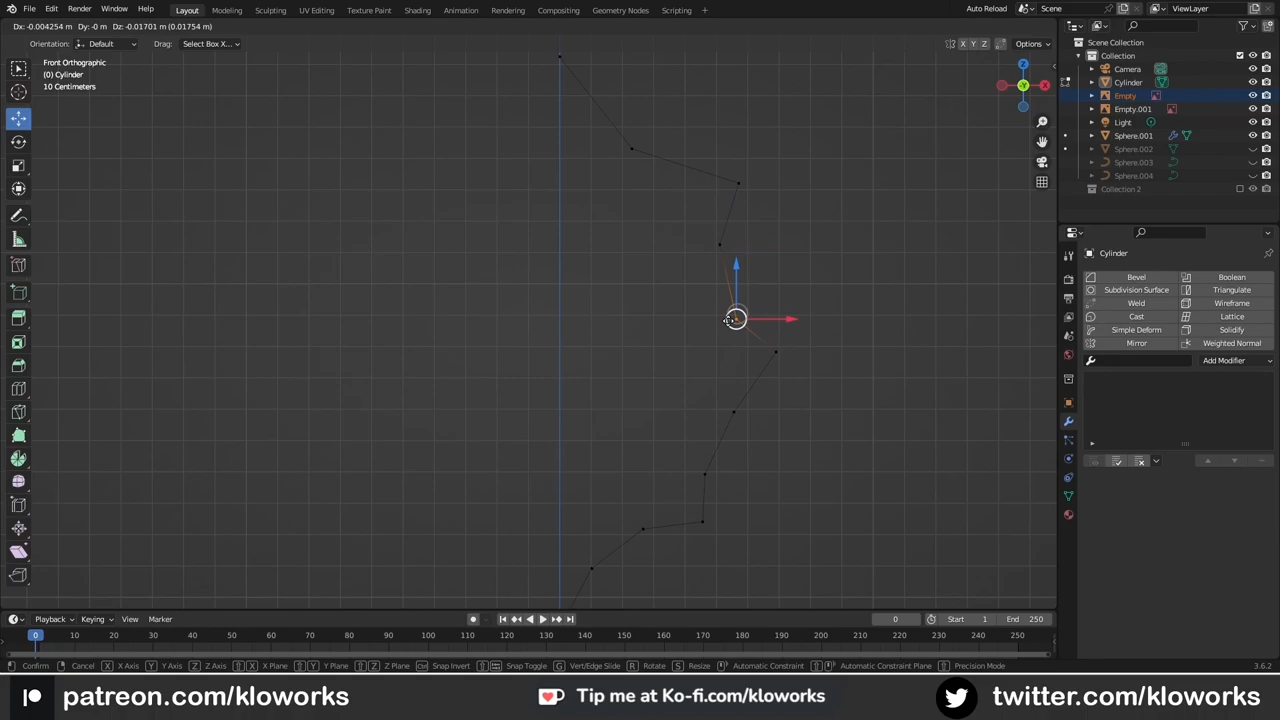 File Edit Render Window Help Layout Modeling Sculpting UV Editing Texture Paint Shading Animation Rendering Compositing Geometry Nodes Scripting + Auto Reload Scene ViewLayer
Dx: -0.004254 m Dy: -0 m Dz: -0.01701 m (0.01754 m)
Orientation: Default Drag: Select Box X... X Y Z Options
Front Orthographic
(0) Cylinder
10 Centimeters
Z
Y
X
Scene Collection
Collection
Camera
Cylinder
Empty
Empty.001
Light
Sphere.001
Sphere.002
Sphere.003
Sphere.004
Collection 2
Cylinder
Bevel Boolean
Subdivision Surface Triangulate
Weld Wireframe
Cast Lattice
Simple Deform Solidify
Mirror Weighted Normal
Add Modifier
Playback Keying View Marker 0 Start 1 End 250
0 10 20 30 40 50 60 70 80 90 100 110 120 130 140 150 160 170 180 190 200 210 220 230 240 250
Confirm Cancel X X Axis Y Y Axis Z Z Axis X X Plane Y Y Plane Z Z Plane Ctrl Snap Invert Snap Toggle G Vert/Edge Slide R Rotate S Resize Automatic Constraint Automatic Constraint Plane Precision Mode 3.6.2
patreon.com/kloworks Tip me at Ko-fi.com/kloworks twitter.com/kloworks